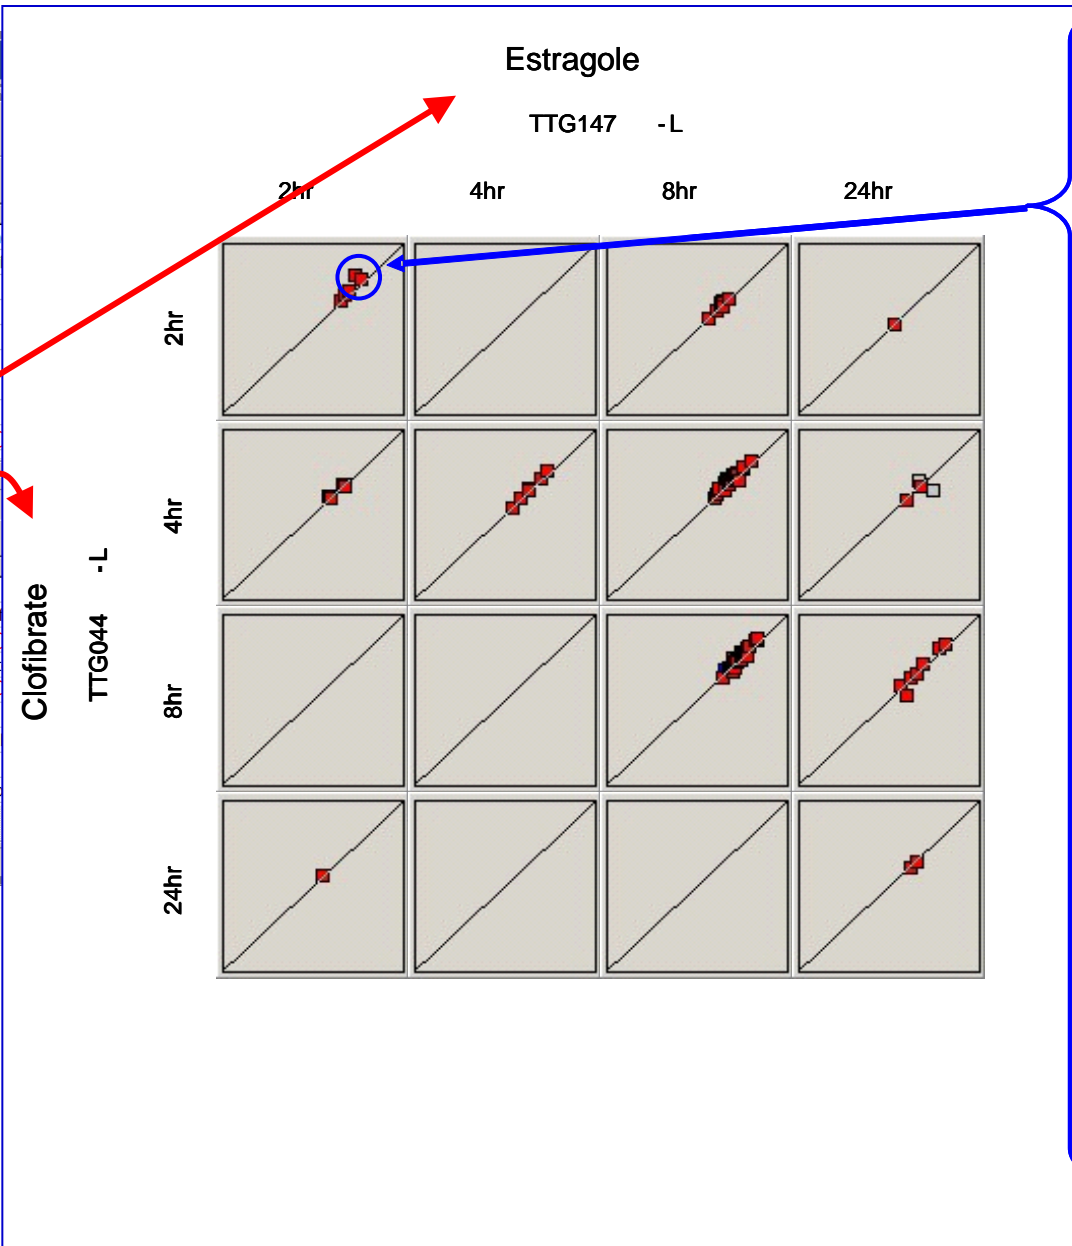 Estragole
TTG147 - L
2hr 4hr 8hr 24hr
2hr
4hr
8hr
24hr
Clofibrate
TTG044 - L